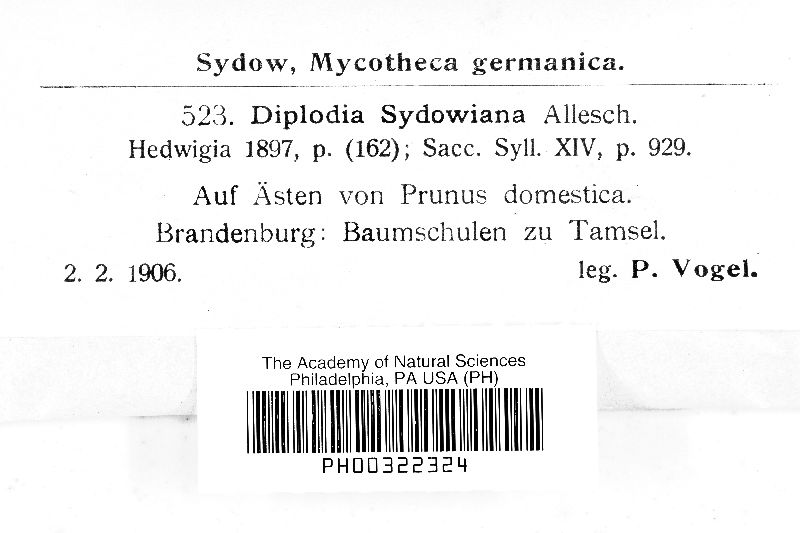 Sydow, Mycotheca germanica.
523. Diplodia Sydowiana Allesch.
Hedwigia 1897, p. (162); Sacc. Syll. XIV, p. 929.
Auf Ästen von Prunus domestica.
Brandenburg: Baumschulen zu Tamsel.
2. 2. 1906. leg. P. Vogel.
The Academy of Natural Sciences
Philadelphia, PA USA (PH)
PH00322324